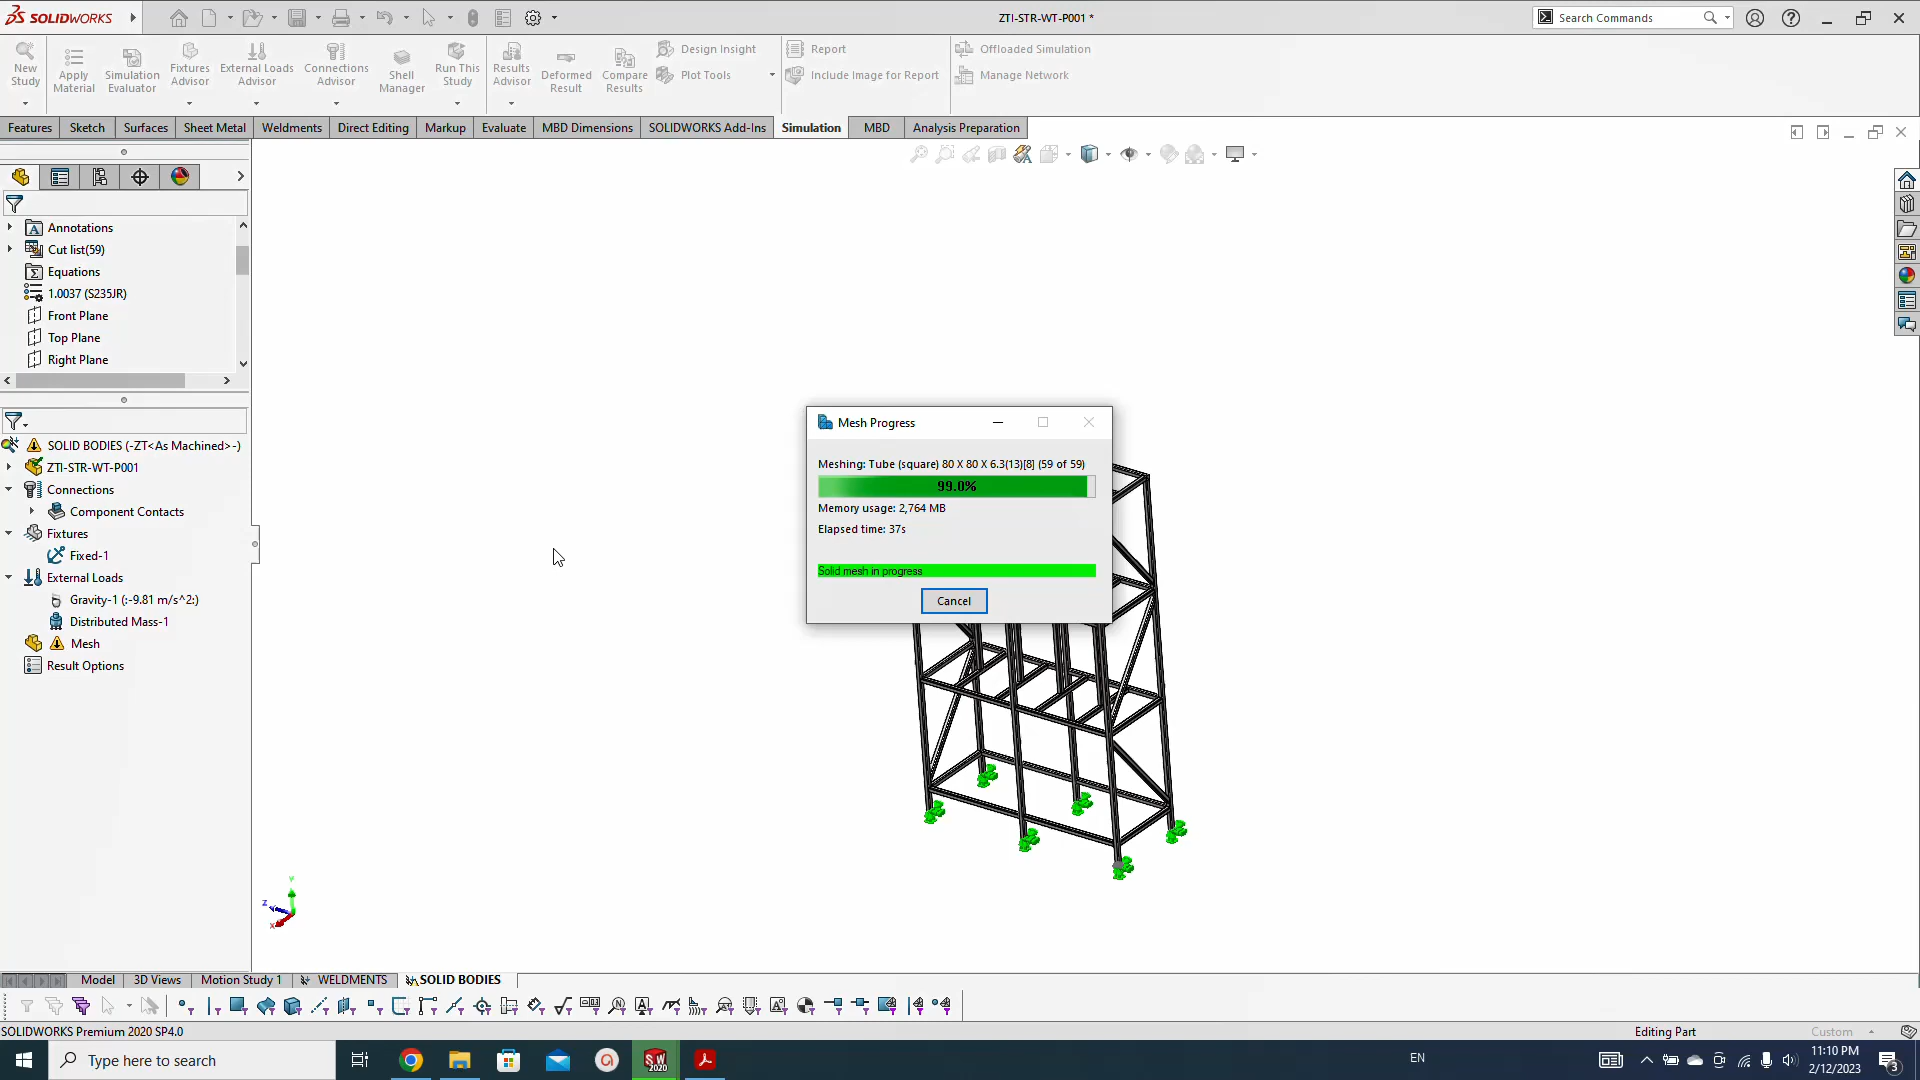 SOLIDWORKS
ZTI-STR-WT-P001 *
Search Commands
New Study
Apply Material
Simulation Evaluator
Fixtures Advisor
External Loads Advisor
Connections Advisor
Shell Manager
Run This Study
Results Advisor
Deformed Result
Compare Results
Design Insight
Plot Tools
Report
Include Image for Report
Offloaded Simulation
Manage Network
Features
Sketch
Surfaces
Sheet Metal
Weldments
Direct Editing
Markup
Evaluate
MBD Dimensions
SOLIDWORKS Add-Ins
Simulation
MBD
Analysis Preparation
Annotations
Cut list(59)
Equations
1.0037 (S235JR)
Front Plane
Top Plane
Right Plane
SOLID BODIES (-ZT<As Machined>-)
ZTI-STR-WT-P001
Connections
Component Contacts
Fixtures
Fixed-1
External Loads
Gravity-1 (:-9.81 m/s^2:)
Distributed Mass-1
Mesh
Result Options
Mesh Progress
Meshing: Tube (square) 80 X 80 X 6.3(13)[8] (59 of 59)
99.0%
Memory usage: 2,764 MB
Elapsed time: 37s
Solid mesh in progress
Cancel
Y
Z
X
Model
3D Views
Motion Study 1
WELDMENTS
SOLID BODIES
SOLIDWORKS Premium 2020 SP4.0
Editing Part
Custom
Type here to search
SW
2020
EN
11:10 PM
2/12/2023
3